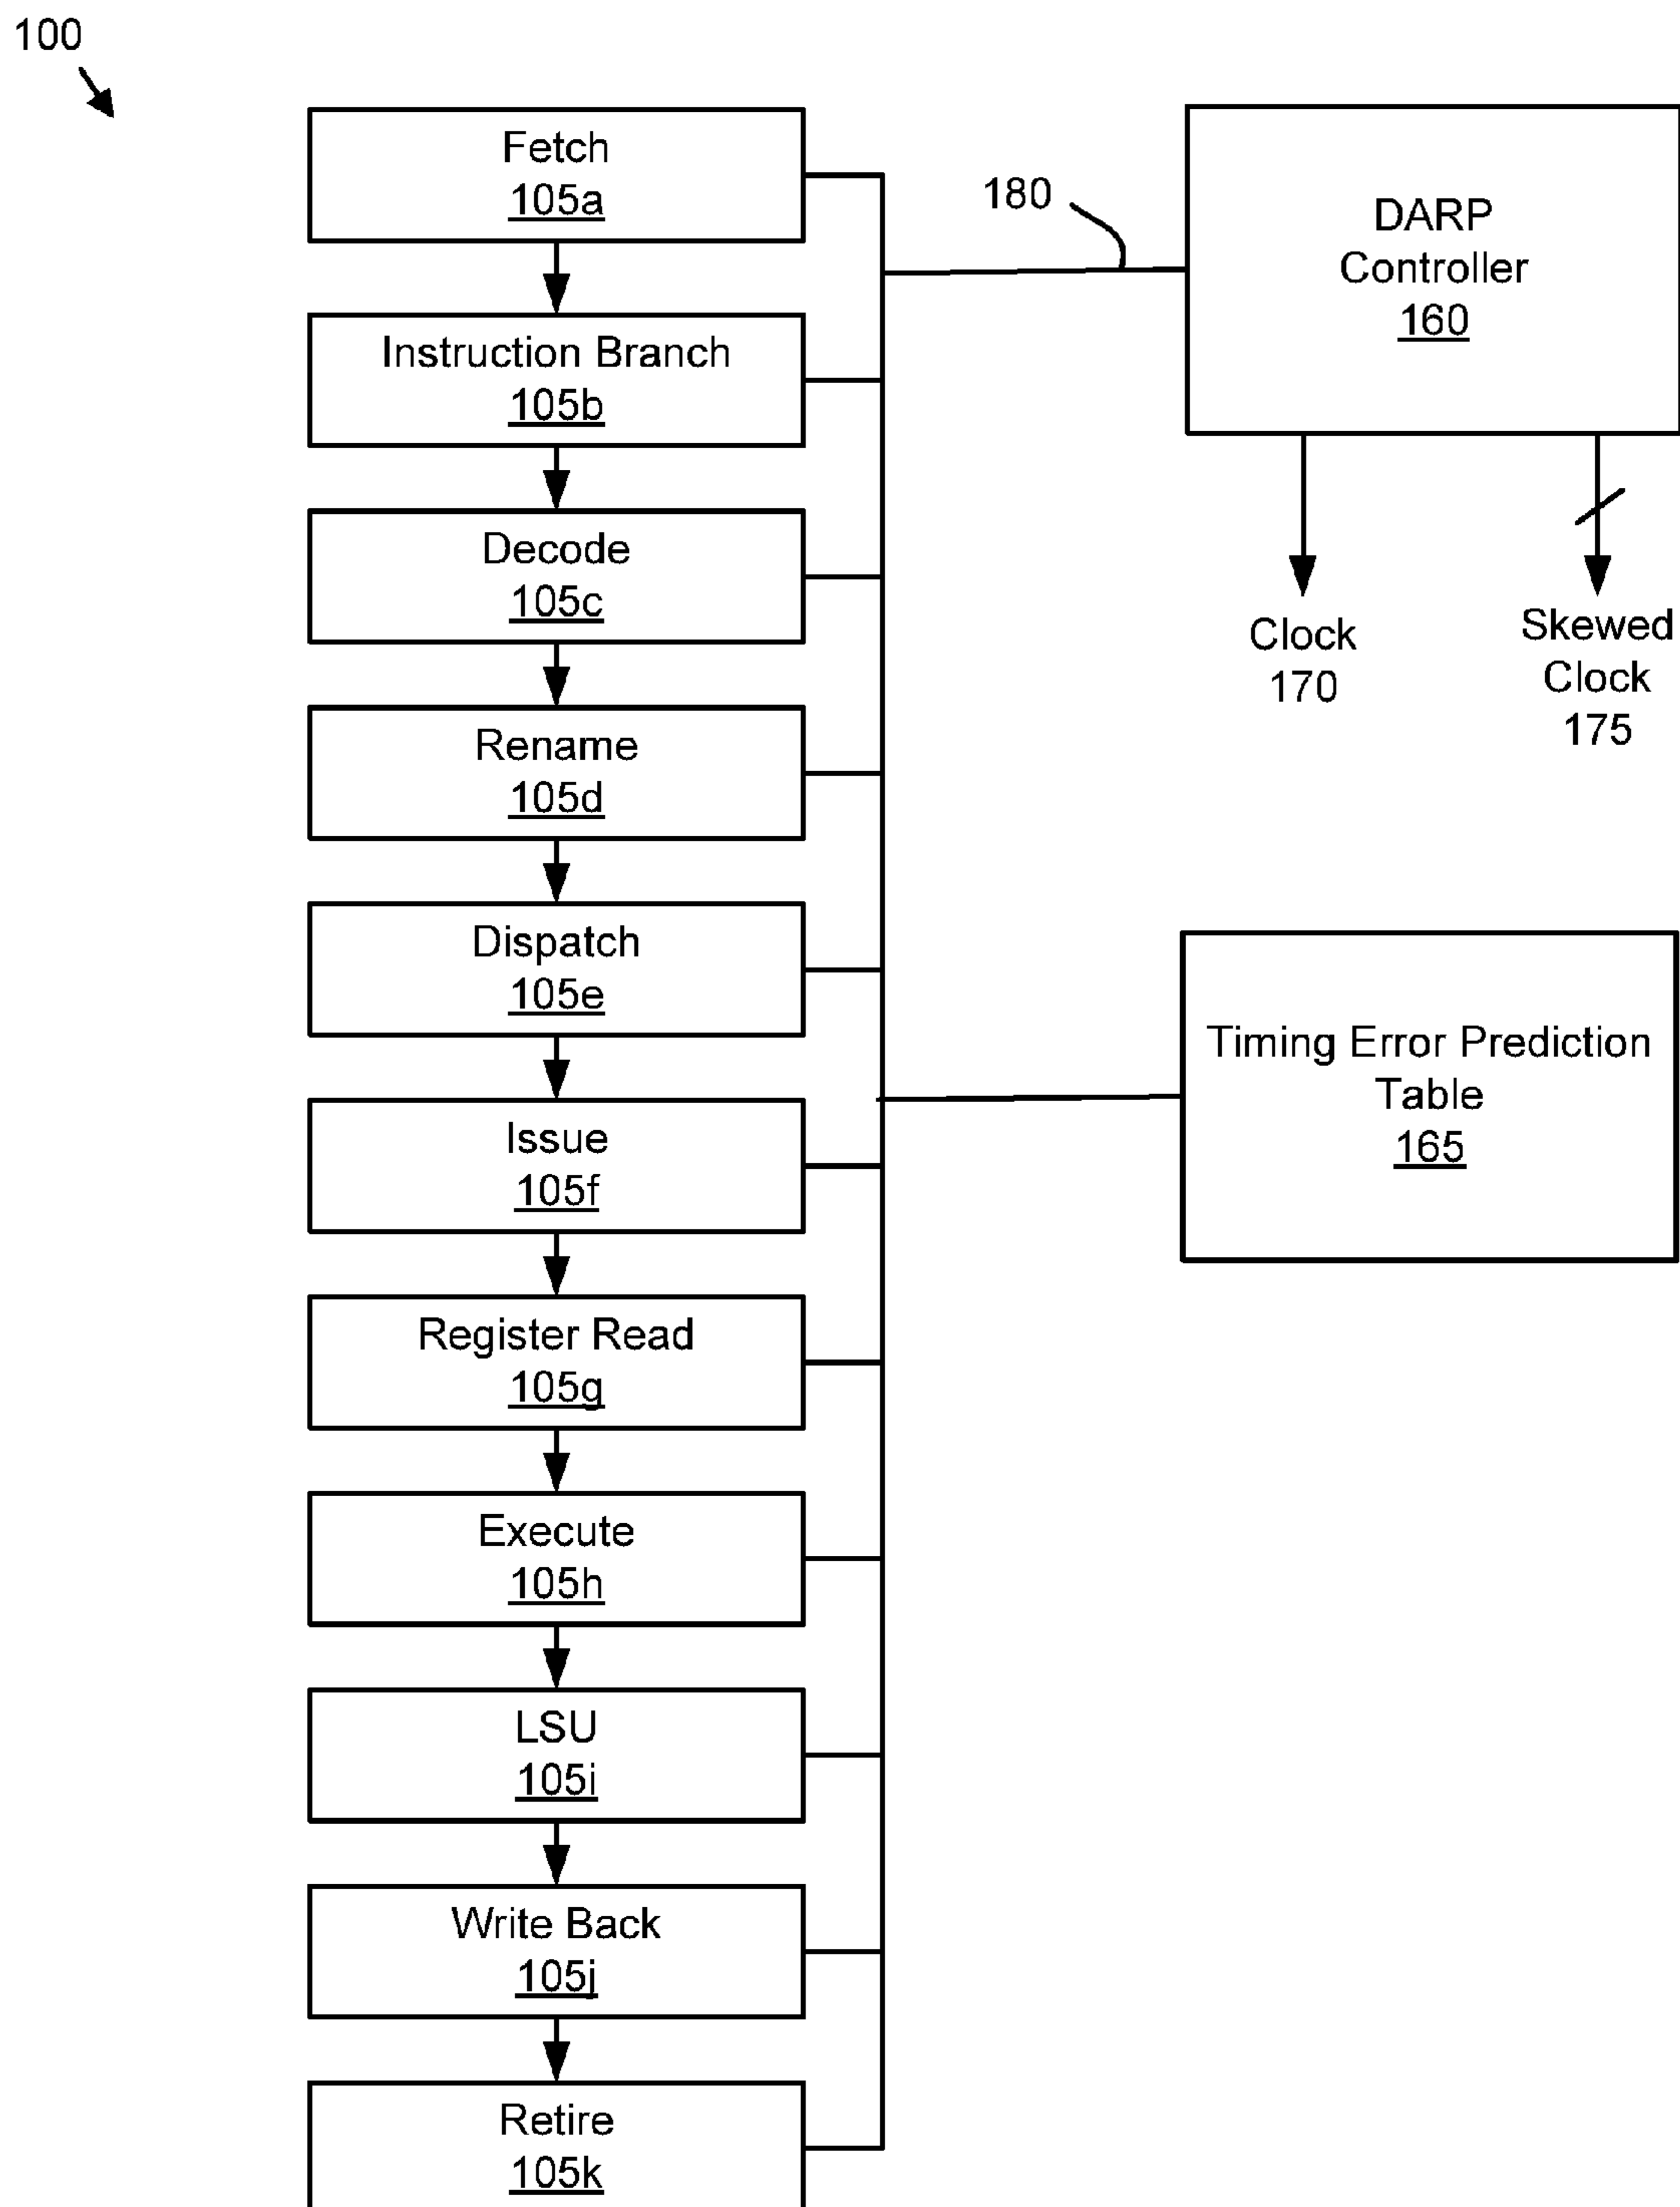 100
Fetch
105a
Instruction Branch
105b
Decode
105c
Rename
105d
Dispatch
105e
Issue
105f
Register Read
105g
Execute
105h
LSU
105i
Write Back
105j
Retire
105k
180
DARP
Controller
160
Clock
170
Skewed
Clock
175
Timing Error Prediction
Table
165